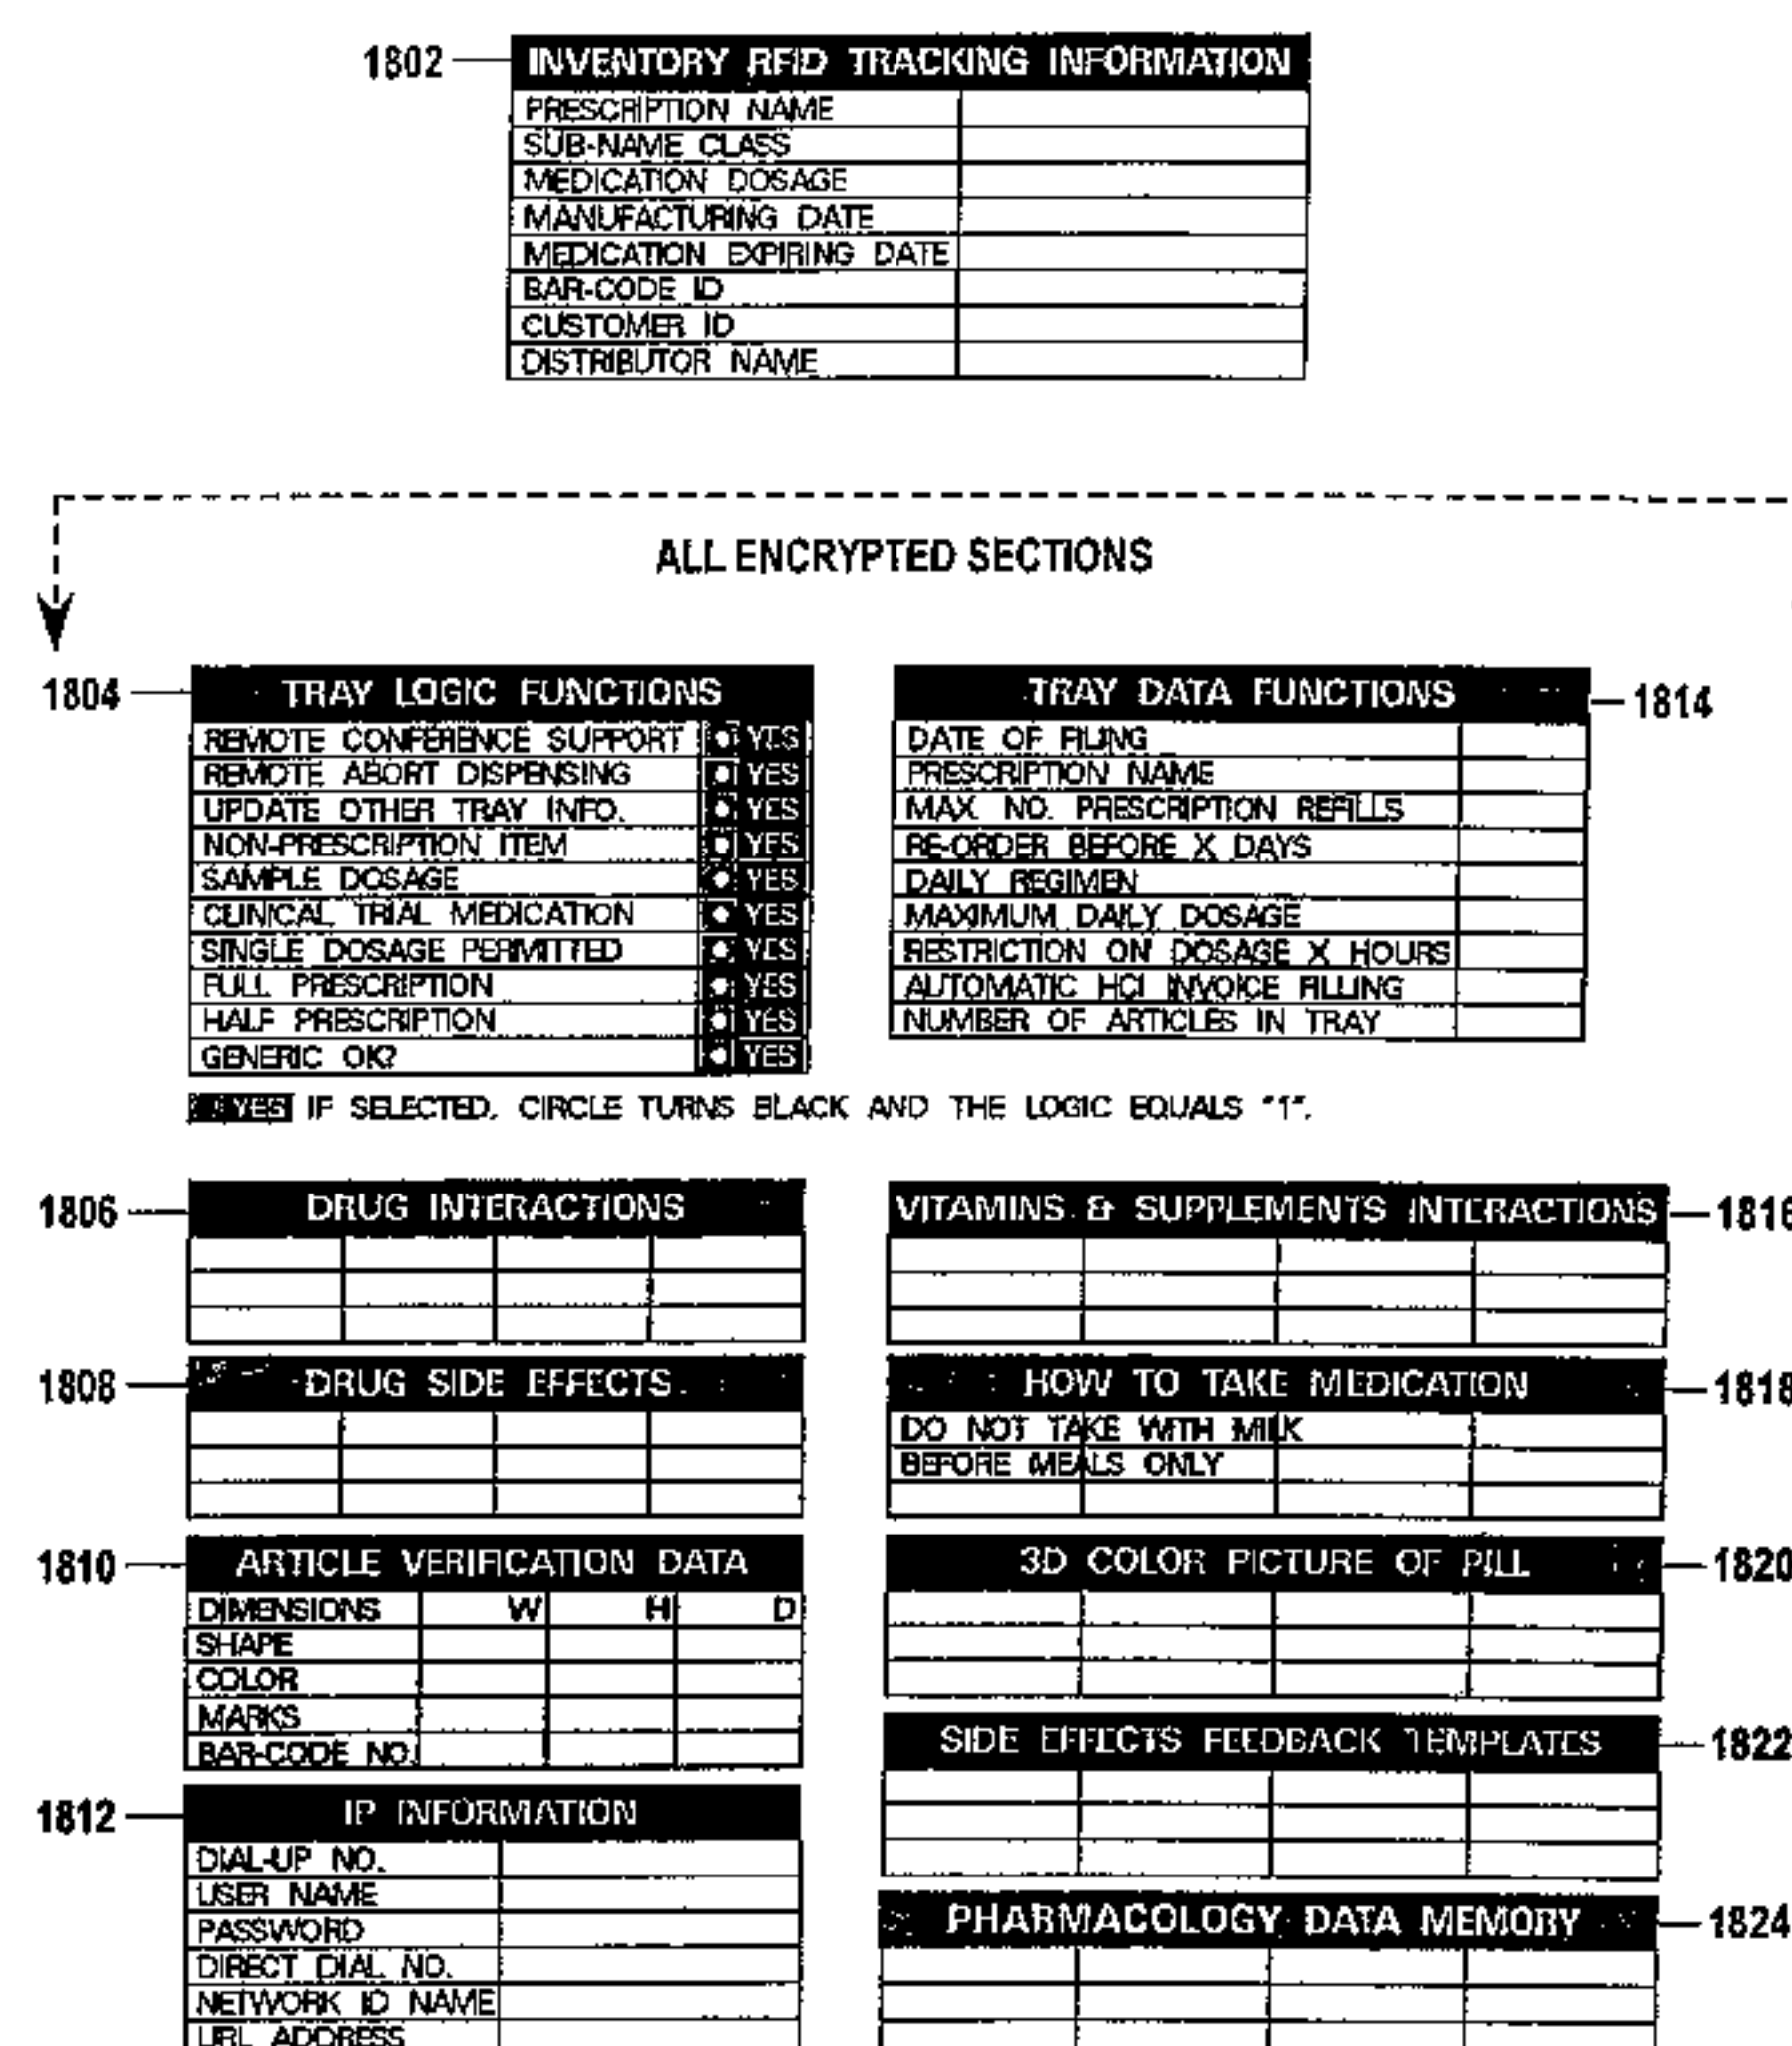 1802 INVENTORY RFID TRACKING INFORMATION
PRESCRIPTION NAME
SUB-NAME CLASS
MEDICATION DOSAGE
MANUFACTURING DATE
MEDICATION EXPIRING DATE
BAR-CODE ID
CUSTOMER ID
DISTRIBUTOR NAME
ALL ENCRYPTED SECTIONS
1804 TRAY LOGIC FUNCTIONS
REMOTE CONFERENCE SUPPORT YES
REMOTE ABORT DISPENSING YES
UPDATE OTHER TRAY INFO. YES
NON-PRESCRIPTION ITEM YES
SAMPLE DOSAGE YES
CLINICAL TRIAL MEDICATION YES
SINGLE DOSAGE PERMITTED YES
FULL PRESCRIPTION YES
HALF PRESCRIPTION YES
GENERIC OK? YES
TRAY DATA FUNCTIONS 1814
DATE OF FILING
PRESCRIPTION NAME
MAX. NO. PRESCRIPTION REFILLS
RE-ORDER BEFORE X DAYS
DAILY REGIMEN
MAXIMUM DAILY DOSAGE
RESTRICTION ON DOSAGE X HOURS
AUTOMATIC HCI INVOICE FILLING
NUMBER OF ARTICLES IN TRAY
YES IF SELECTED, CIRCLE TURNS BLACK AND THE LOGIC EQUALS "1".
1806 DRUG INTERACTIONS
VITAMINS & SUPPLEMENTS INTERACTIONS 1816
1808 DRUG SIDE EFFECTS
HOW TO TAKE MEDICATION 1818
DO NOT TAKE WITH MILK
BEFORE MEALS ONLY
1810 ARTICLE VERIFICATION DATA
DIMENSIONS W H D
SHAPE
COLOR
MARKS
BAR-CODE NO.
3D COLOR PICTURE OF PILL 1820
SIDE EFFECTS FEEDBACK TEMPLATES 1822
1812 IP INFORMATION
DIAL-UP NO.
USER NAME
PASSWORD
DIRECT DIAL NO.
NETWORK ID NAME
URL ADDRESS
PHARMACOLOGY DATA MEMORY 1824